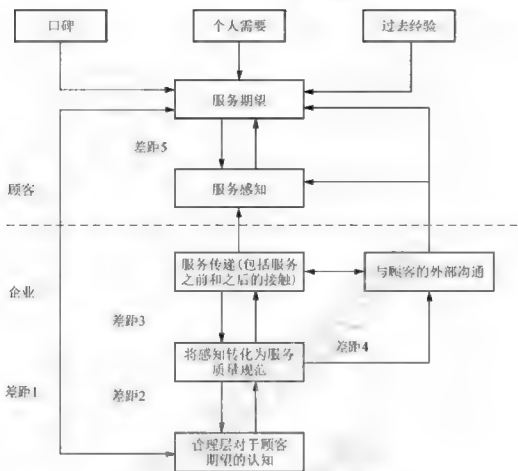 口碑
个人需要
过去经验
服务期望
差距5
服务感知
顾客
服务传递(包括服务
之前和之后的接触)
与顾客的外部沟通
企业
差距3
差距4
将感知转化为服务
质量规范
差距1
差距2
管理层对于顾客
期望的认知